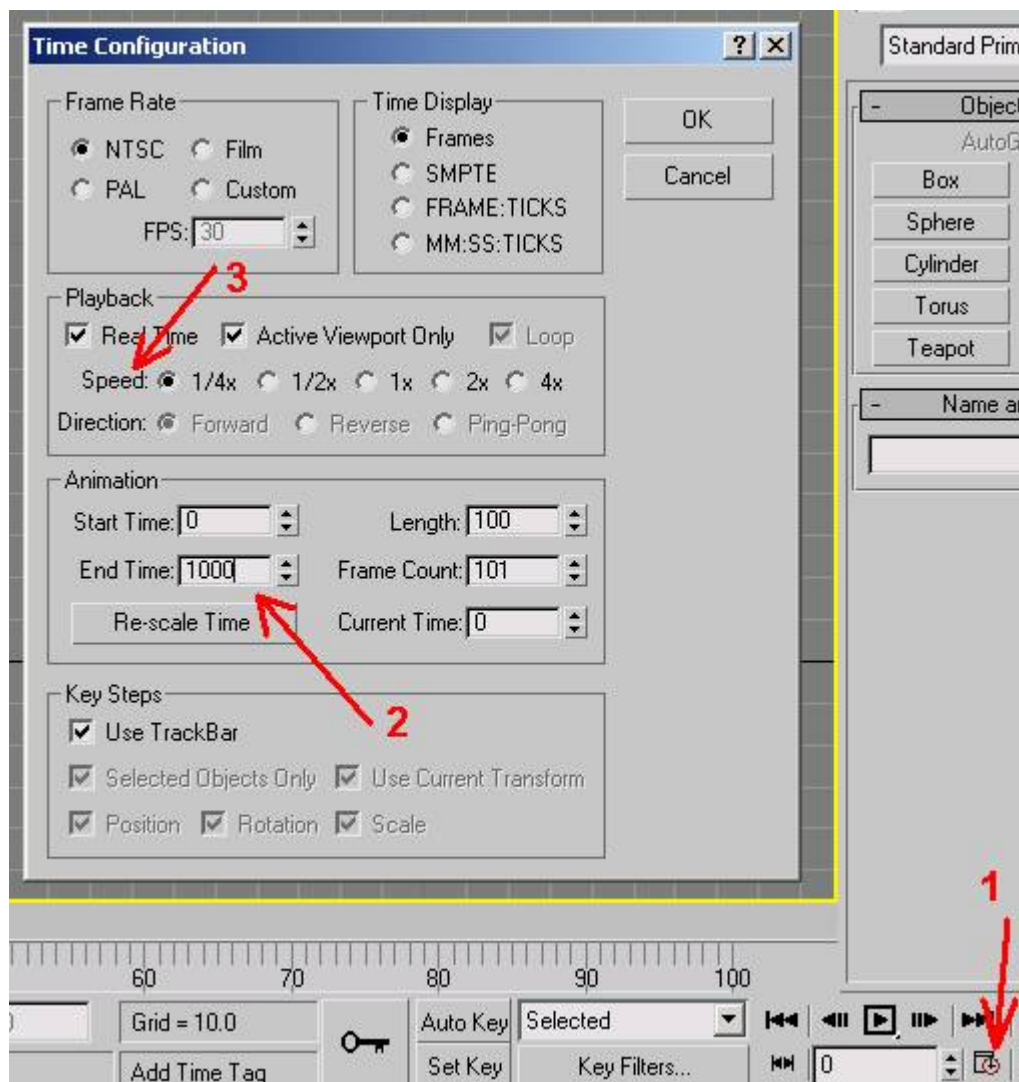 Time Configuration
Standard Prim
Frame Rate
NTSC Film
PAL Custom
FPS: 30
Time Display
Frames
SMPTE
FRAME:TICKS
MM:SS:TICKS
OK
Cancel
- Object
AutoG
Box
Sphere
Cylinder
Torus
Teapot
- Name a
3
Playback
Real Time Active Viewport Only Loop
Speed: 1/4x 1/2x 1x 2x 4x
Direction: Forward Reverse Ping-Pong
Animation
Start Time: 0 Length: 100
End Time: 1000 Frame Count: 101
Re-scale Time Current Time: 0
2
Key Steps
Use TrackBar
Selected Objects Only Use Current Transform
Position Rotation Scale
1
60 70 80 90 100
Grid = 10.0 Auto Key Selected
Add Time Tag Set Key Key Filters... 0